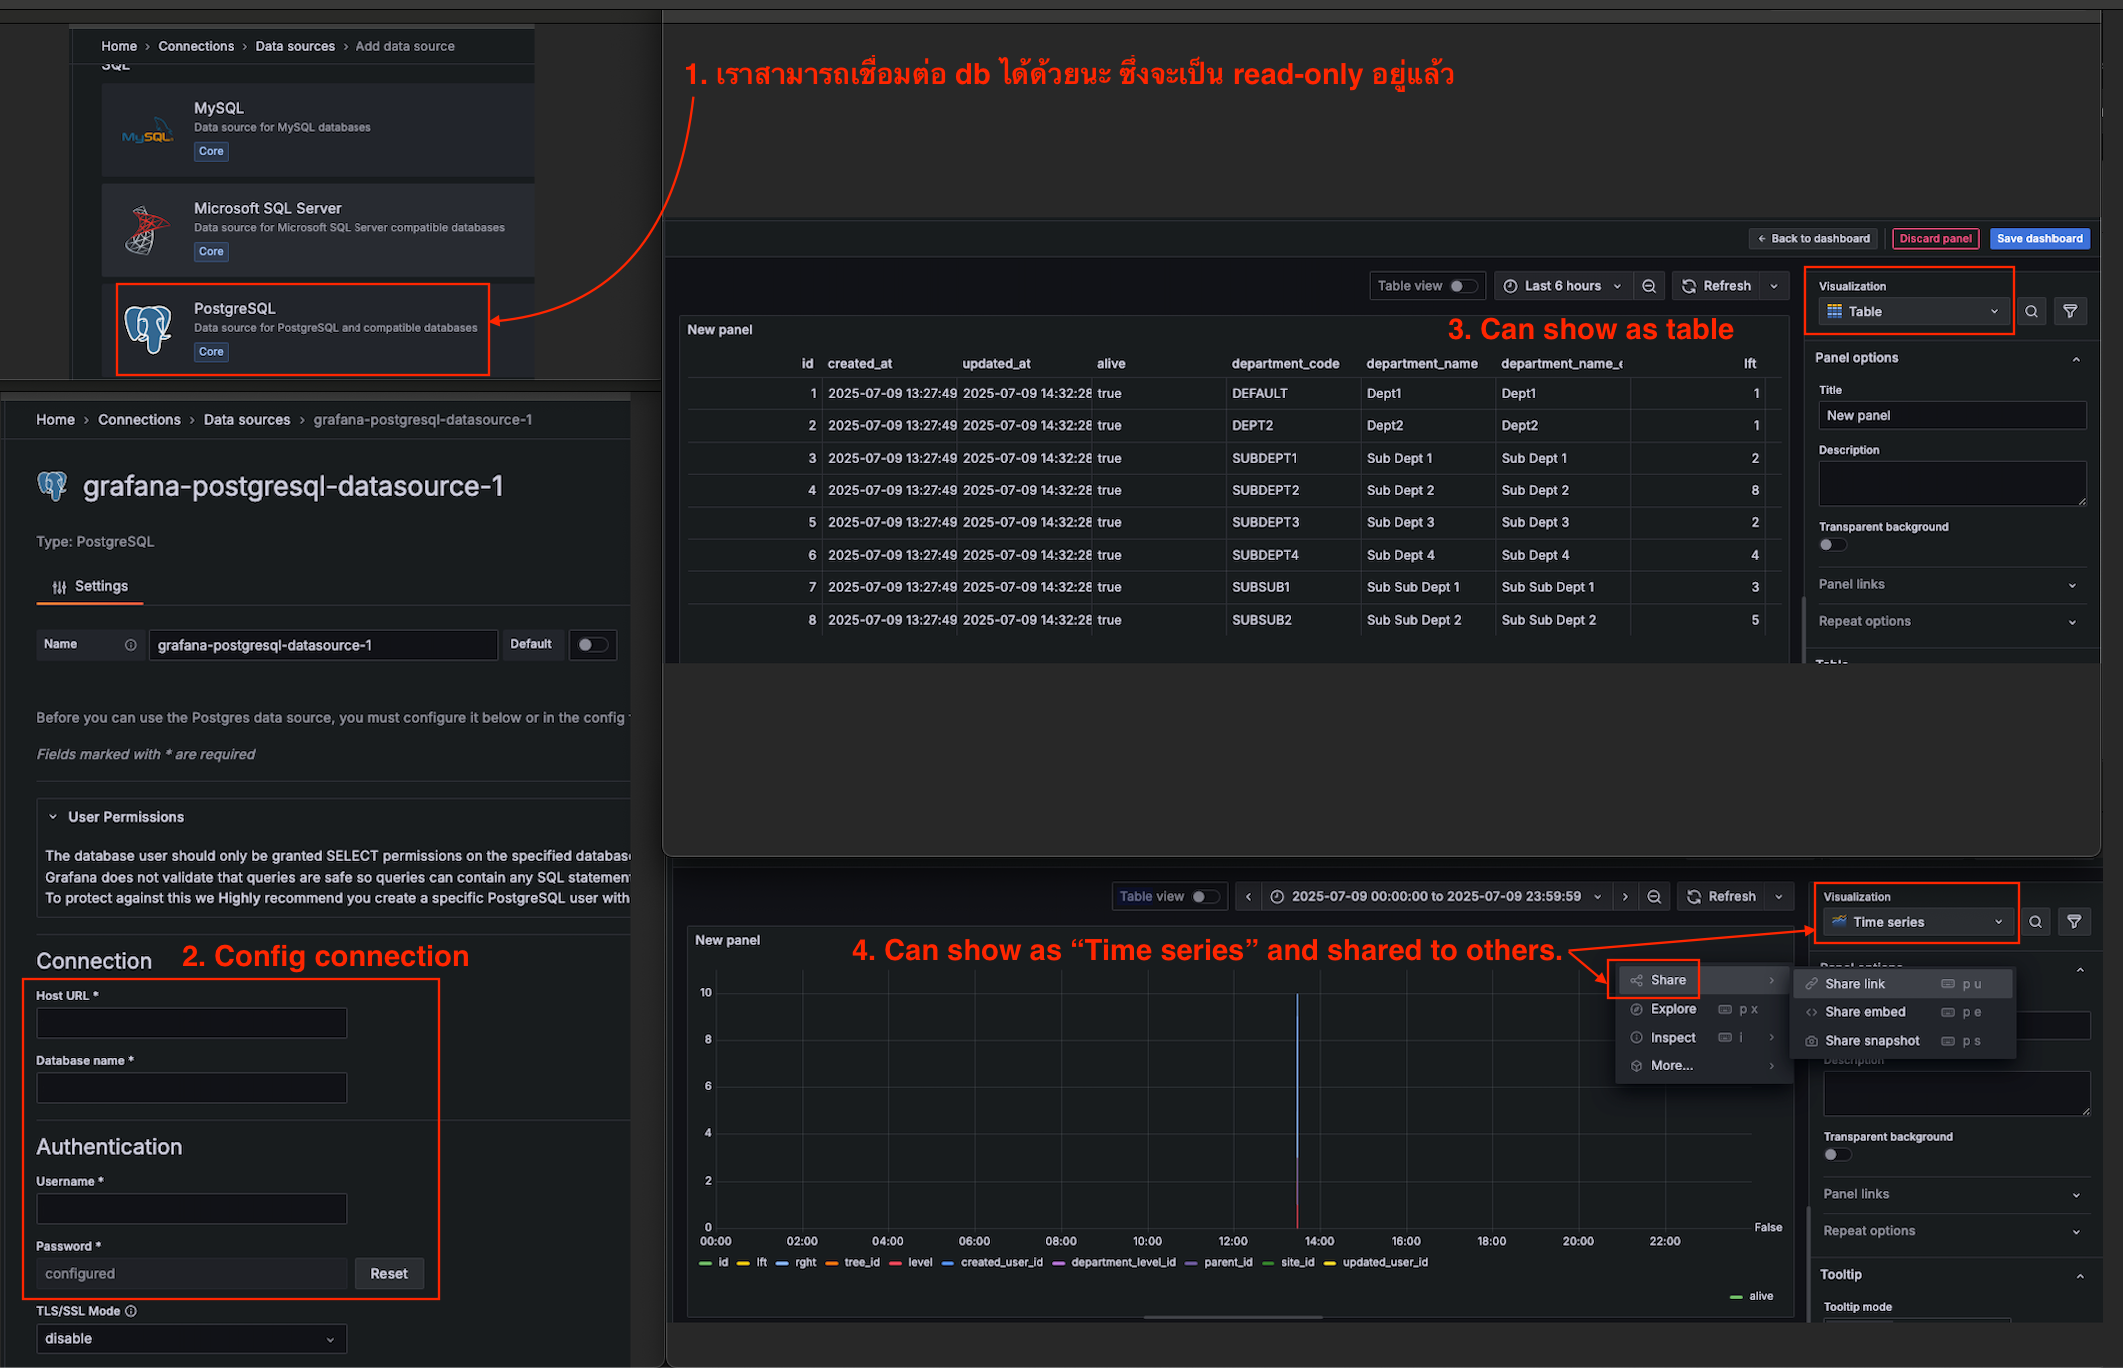 Home › Connections › Data sources › Add data source
SQL
MySQL
Data source for MySQL databases
Core
Microsoft SQL Server
Data source for Microsoft SQL Server compatible databases
Core
PostgreSQL
Data source for PostgreSQL and compatible databases
Core
1. เราสามารถเชื่อมต่อ db ได้ด้วยนะ ซึ่งจะเป็น read-only อยู่แล้ว
Home › Connections › Data sources › grafana-postgresql-datasource-1
grafana-postgresql-datasource-1
Type: PostgreSQL
Settings
Name grafana-postgresql-datasource-1 Default
Before you can use the Postgres data source, you must configure it below or in the config
Fields marked with * are required
User Permissions
The database user should only be granted SELECT permissions on the specified databas
Grafana does not validate that queries are safe so queries can contain any SQL statemen
To protect against this we Highly recommend you create a specific PostgreSQL user with
Connection
2. Config connection
Host URL *
Database name *
Authentication
Username *
Password *
configured Reset
TLS/SSL Mode
disable
← Back to dashboard Discard panel Save dashboard
Table view Last 6 hours Refresh
Visualization
Table
New panel
3. Can show as table
id created_at updated_at alive department_code department_name department_name_e lft
1 2025-07-09 13:27:49 2025-07-09 14:32:28 true DEFAULT Dept1 Dept1 1
2 2025-07-09 13:27:49 2025-07-09 14:32:28 true DEPT2 Dept2 Dept2 1
3 2025-07-09 13:27:49 2025-07-09 14:32:28 true SUBDEPT1 Sub Dept 1 Sub Dept 1 2
4 2025-07-09 13:27:49 2025-07-09 14:32:28 true SUBDEPT2 Sub Dept 2 Sub Dept 2 8
5 2025-07-09 13:27:49 2025-07-09 14:32:28 true SUBDEPT3 Sub Dept 3 Sub Dept 3 2
6 2025-07-09 13:27:49 2025-07-09 14:32:28 true SUBDEPT4 Sub Dept 4 Sub Dept 4 4
7 2025-07-09 13:27:49 2025-07-09 14:32:28 true SUBSUB1 Sub Sub Dept 1 Sub Sub Dept 1 3
8 2025-07-09 13:27:49 2025-07-09 14:32:28 true SUBSUB2 Sub Sub Dept 2 Sub Sub Dept 2 5
Panel options
Title
New panel
Description
Transparent background
Panel links
Repeat options
Table
Table view 2025-07-09 00:00:00 to 2025-07-09 23:59:59 Refresh
Visualization
Time series
New panel
4. Can show as “Time series” and shared to others.
Share
Explore p x
Inspect i
More...
Share link p u
Share embed p e
Share snapshot p s
10
8
6
4
2
0
False
00:00 02:00 04:00 06:00 08:00 10:00 12:00 14:00 16:00 18:00 20:00 22:00
id lft rght tree_id level created_user_id department_level_id parent_id site_id updated_user_id
alive
Panel options
Description
Transparent background
Panel links
Repeat options
Tooltip
Tooltip mode